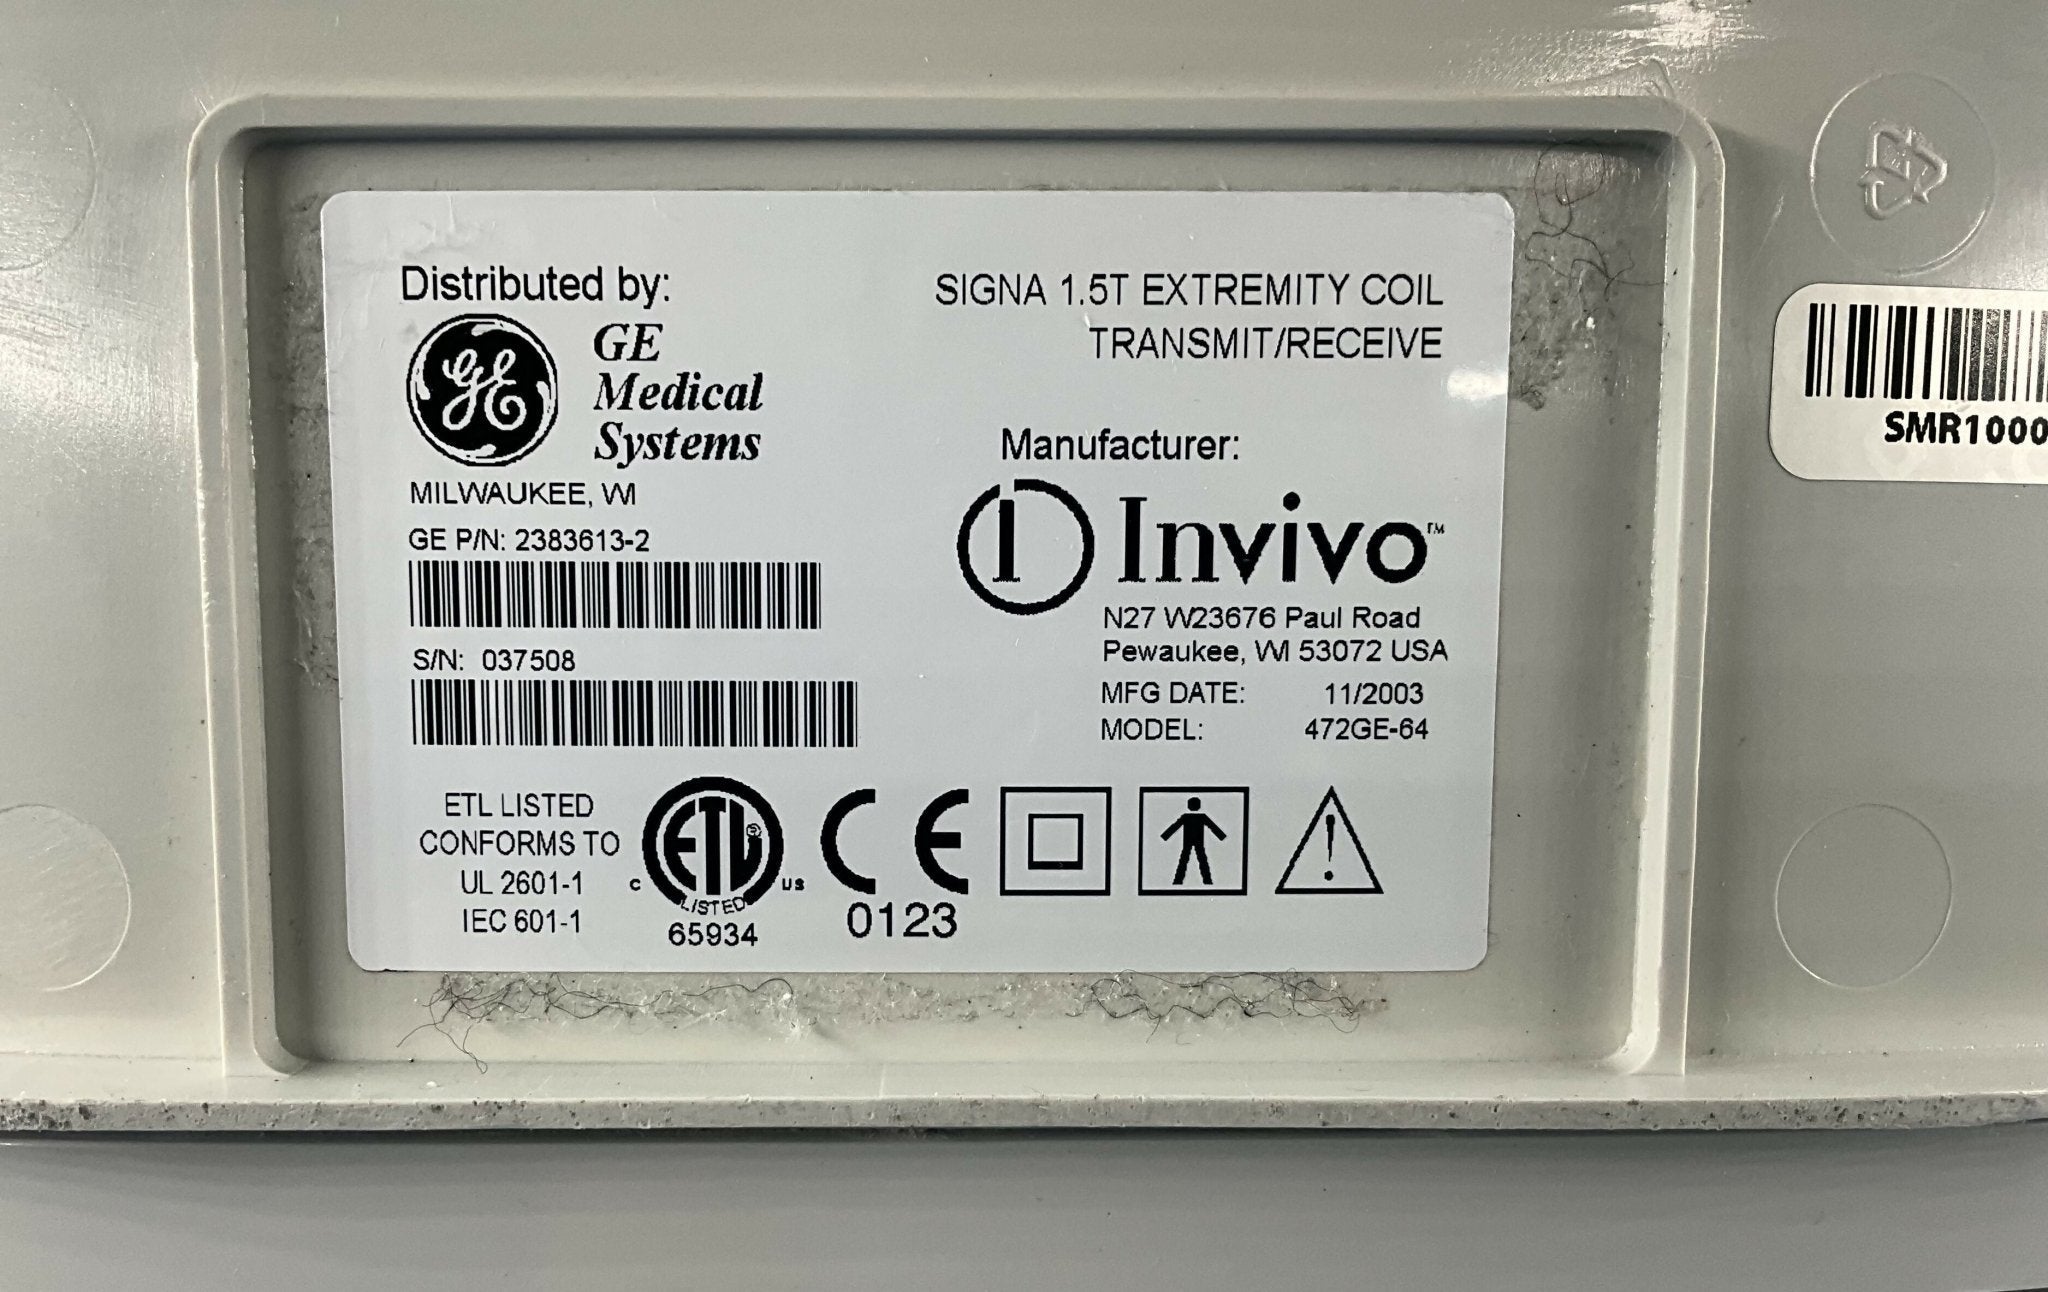 Distributed by:
GE
GE
Medical
Systems
MILWAUKEE, WI
GE P/N: 2383613-2
S/N: 037508
SIGNA 1.5T EXTREMITY COIL
TRANSMIT/RECEIVE
Manufacturer:
I Invivo™
N27 W23676 Paul Road
Pewaukee, WI 53072 USA
MFG DATE: 11/2003
MODEL: 472GE-64
ETL LISTED
CONFORMS TO
UL 2601-1
IEC 601-1
ETL®
C US
LISTED
65934
CE
0123
!
SMR1000